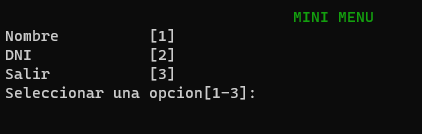 MINI MENU
Nombre [1]
DNI [2]
Salir [3]
Seleccionar una opcion[1-3]: